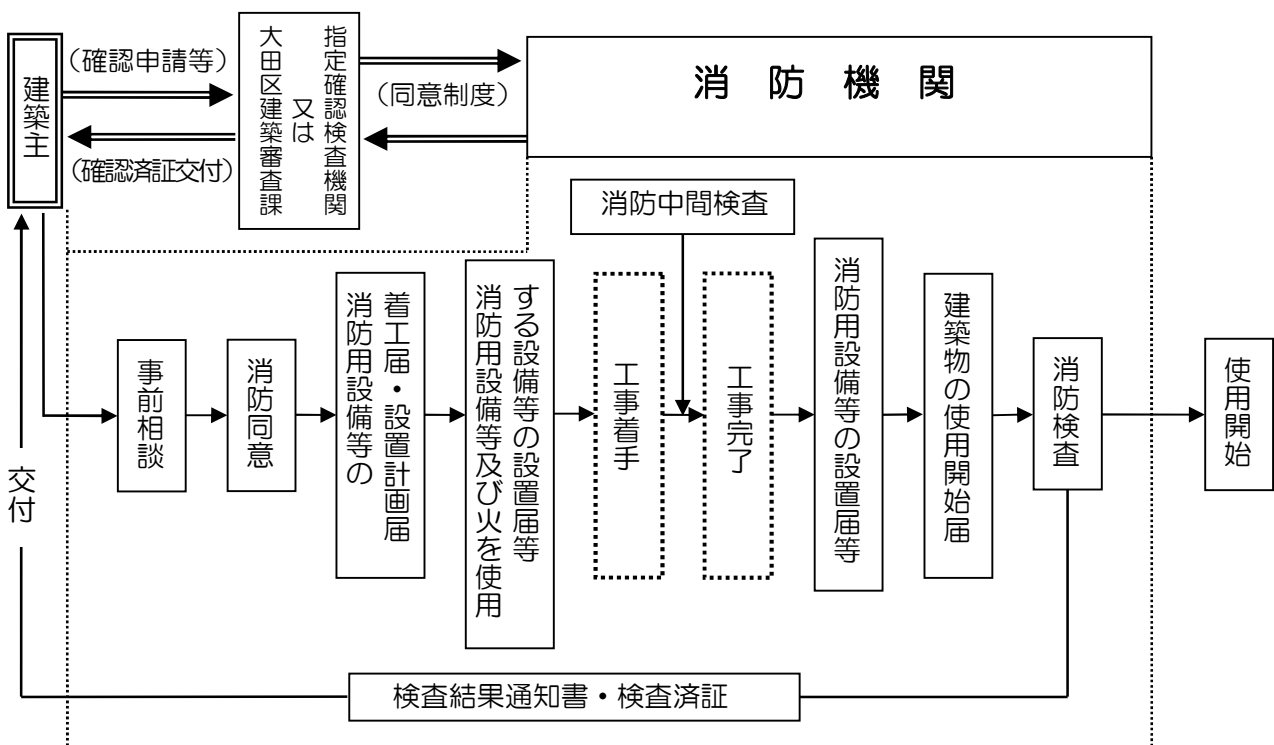 建築主
（確認申請等）
（確認済証交付）
指定確認検査機関
又は
大田区建築審査課
（同意制度）
消防機関
消防中間検査
事前相談
消防同意
消防用設備等の
着工届・設置計画届
消防用設備等及び火を使用
する設備等の設置届等
工事着手
工事完了
消防用設備等の設置届等
建築物の使用開始届
消防検査
使用開始
交付
検査結果通知書・検査済証